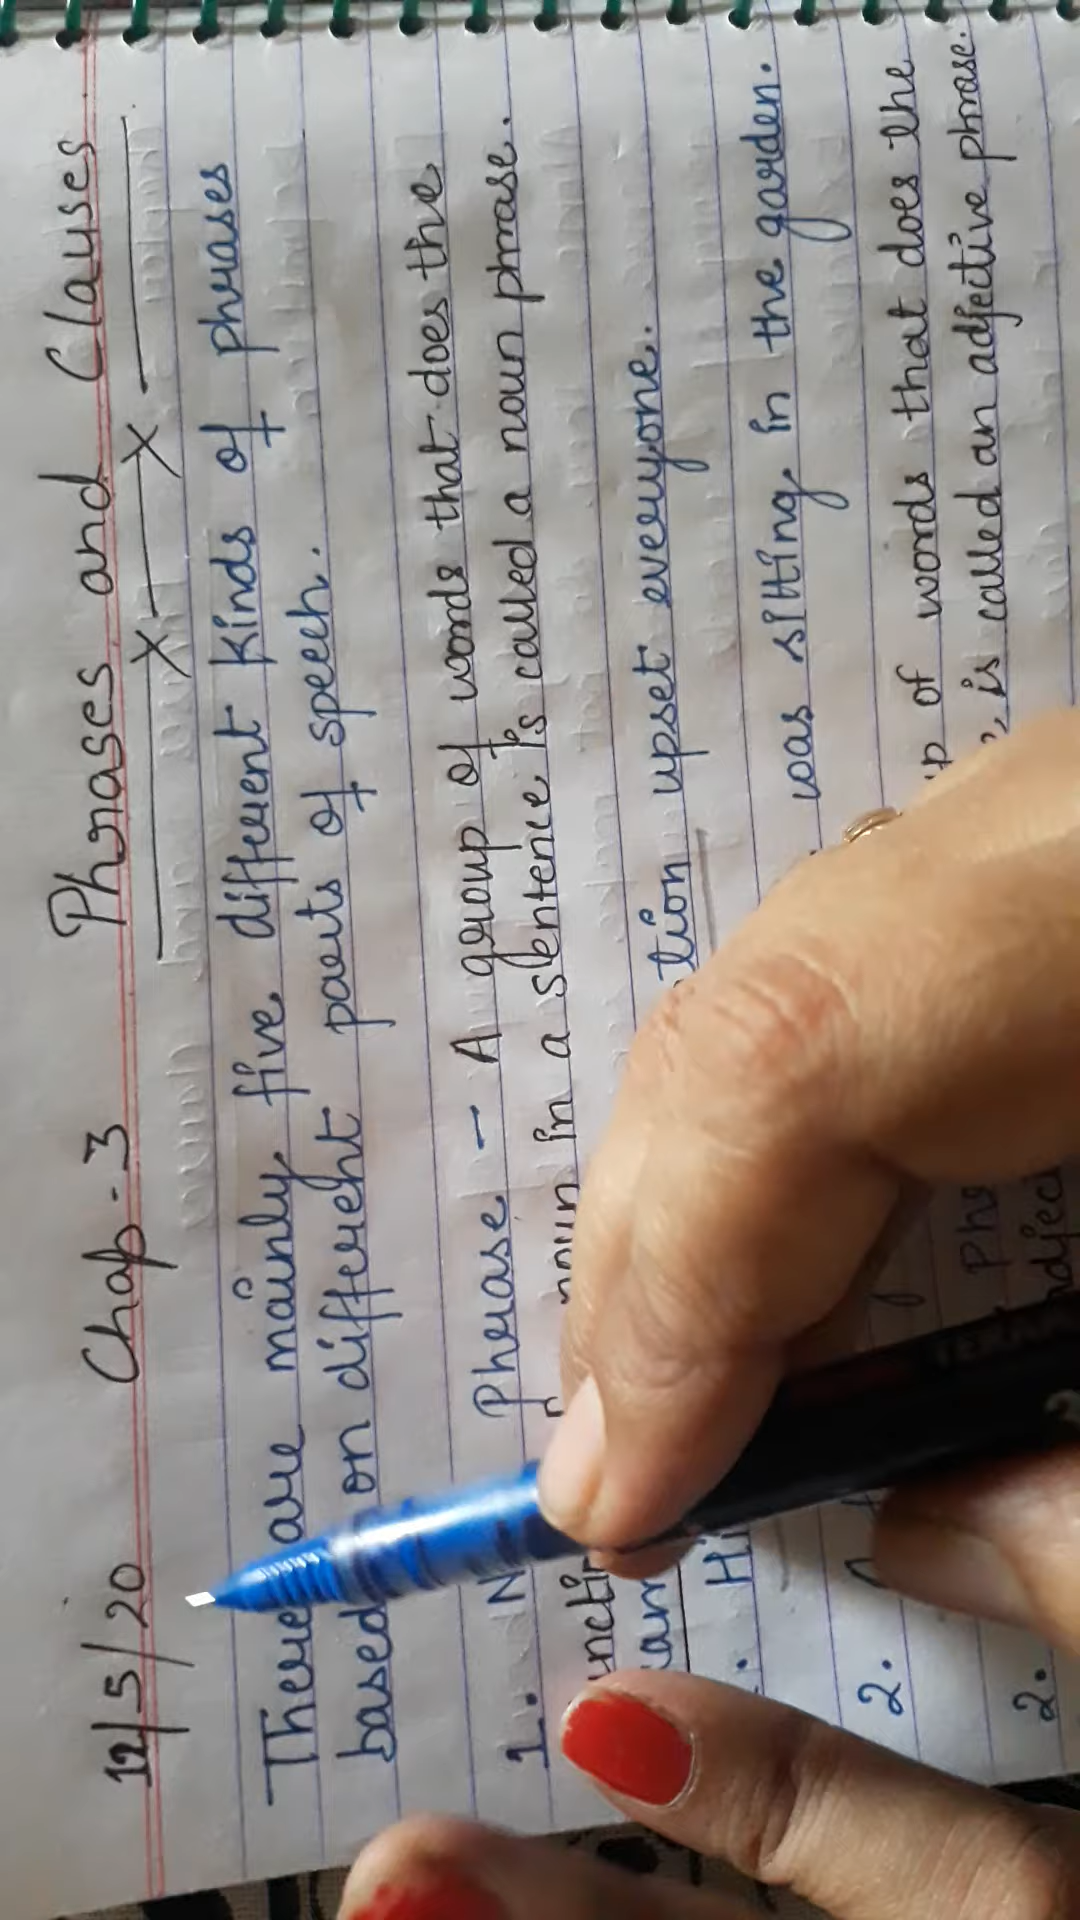 12/5/20 Chap-3 Phrases and Clauses
There are mainly five different kinds of phrases
based on different parts of speech.
1. Phrase - A group of words that does the
noun in a sentence is called a noun phrase.
upset everyone.
was sitting in the garden.
2. of words that does the
is called an adjective phrase.
2.